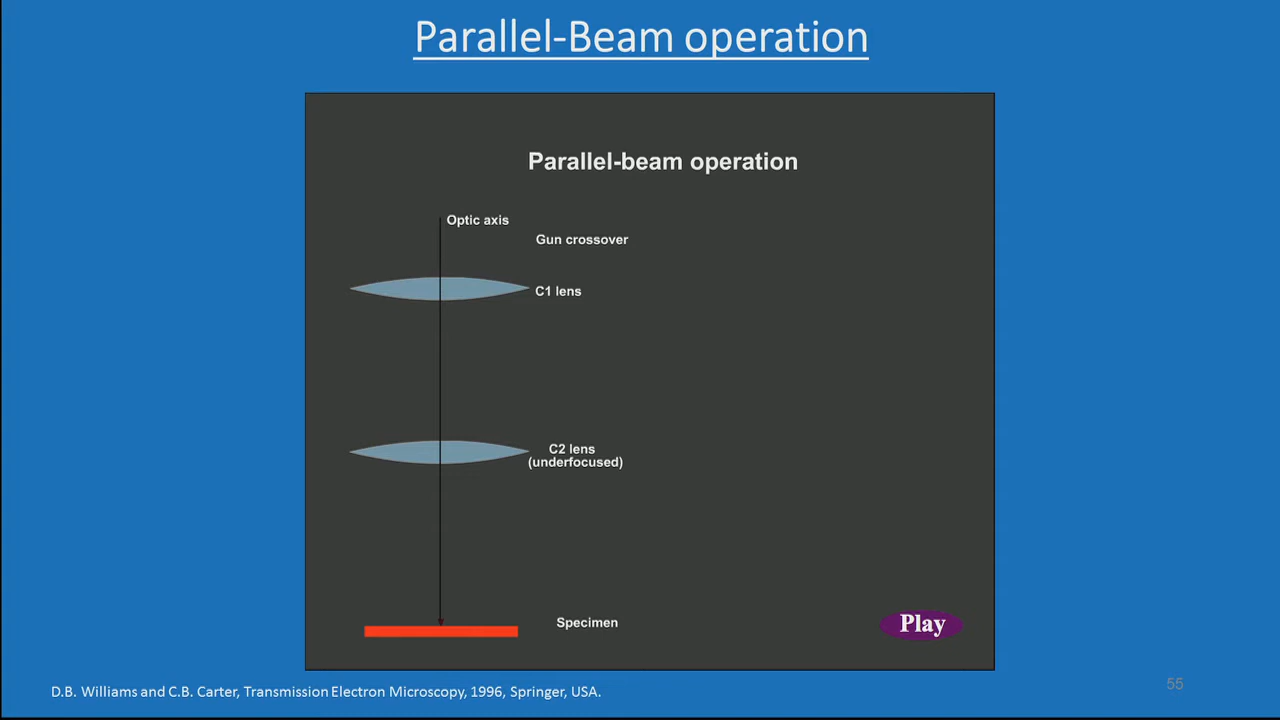 Parallel-Beam operation
Parallel-beam operation
Optic axis
Gun crossover
C1 lens
C2 lens
(underfocused)
Specimen
Play
D.B. Williams and C.B. Carter, Transmission Electron Microscopy, 1996, Springer, USA.
55